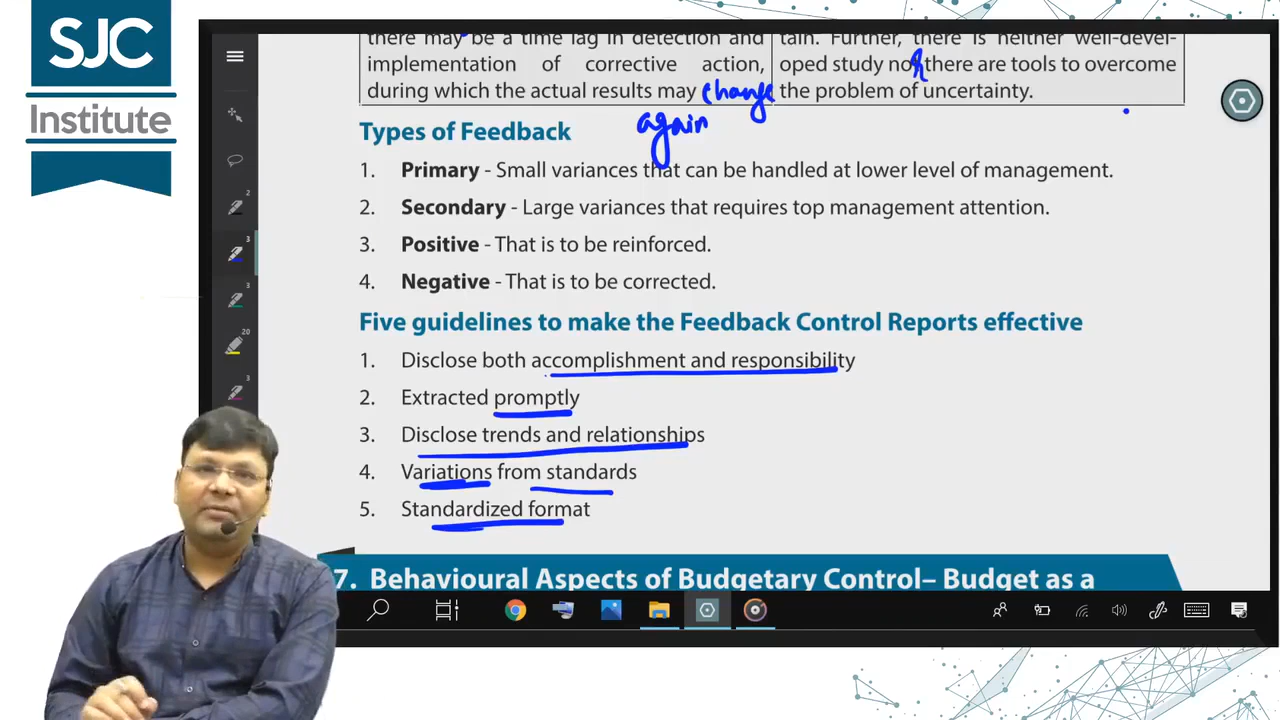 SJC
Institute
there may be a time lag in detection and
implementation of corrective action,
during which the actual results may change
again
tain. Further, there is neither well-devel-
oped study nor there are tools to overcome
the problem of uncertainty.
Types of Feedback
1. Primary - Small variances that can be handled at lower level of management.
2. Secondary - Large variances that requires top management attention.
3. Positive - That is to be reinforced.
4. Negative - That is to be corrected.
Five guidelines to make the Feedback Control Reports effective
1. Disclose both accomplishment and responsibility
2. Extracted promptly
3. Disclose trends and relationships
4. Variations from standards
5. Standardized format
7. Behavioural Aspects of Budgetary Control– Budget as a
2
3
3
20
3